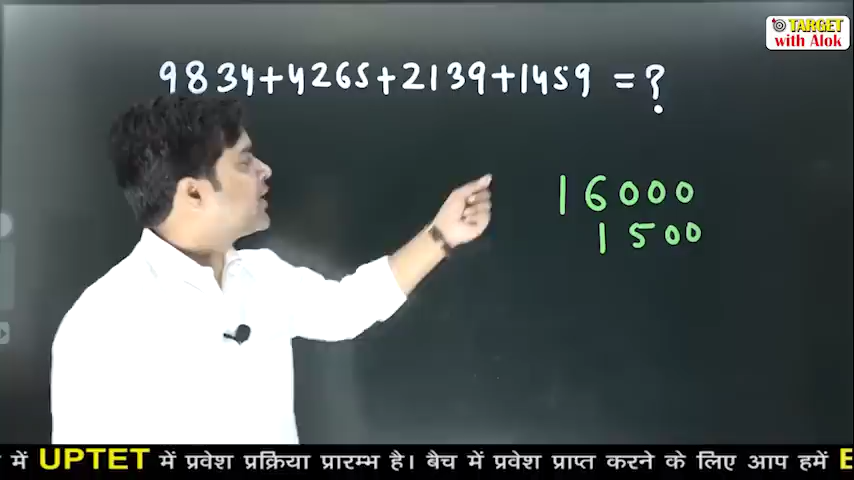 TARGET
with Alok
9834+4265+2139+1459 = ?
16000
1500
में UPTET में प्रवेश प्रक्रिया प्रारम्भ है। बैच में प्रवेश प्राप्त करने के लिए आप हमें